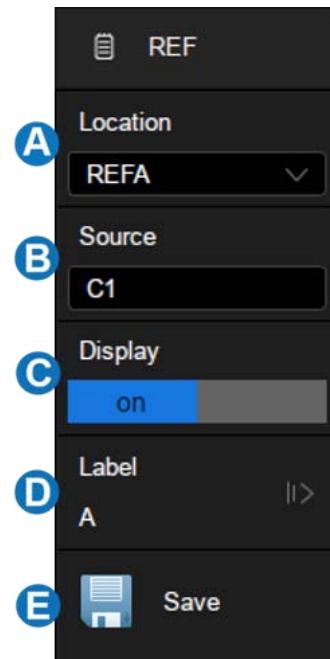 REF
A
Location
REFA
B
Source
C1
C
Display
on
D
Label
A
E
Save